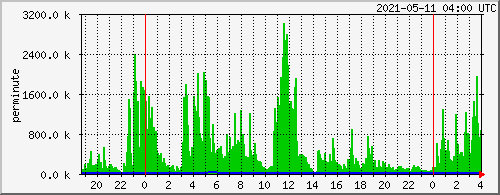 2021-05-11 04:00 UTC
3200.0 k
2400.0 k
1600.0 k
800.0 k
0.0 k
perminute
20 22 0 2 4 6 8 10 12 14 16 18 20 22 0 2 4